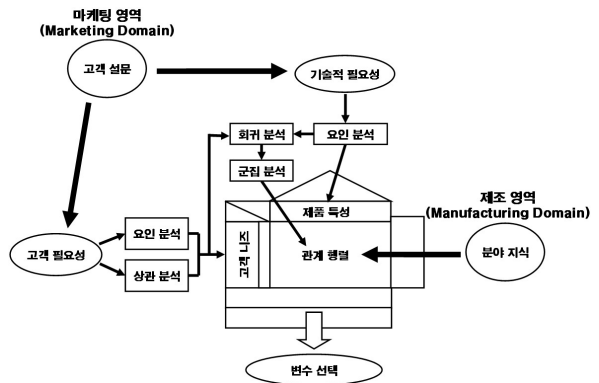 마케팅 영역
(Marketing Domain)
고객 설문
기술적 필요성
회귀 분석
요인 분석
군집 분석
제품 특성
제조 영역
(Manufacturing Domain)
고객 필요성
요인 분석
상관 분석
고객 니즈
관계 행렬
분야 지식
변수 선택